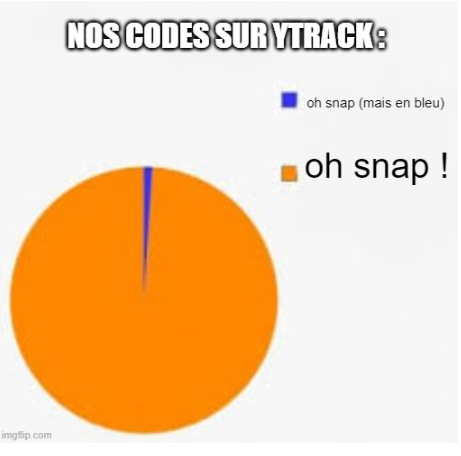 NOS CODES SUR YTRACK :
oh snap (mais en bleu)
oh snap !
imgflip.com